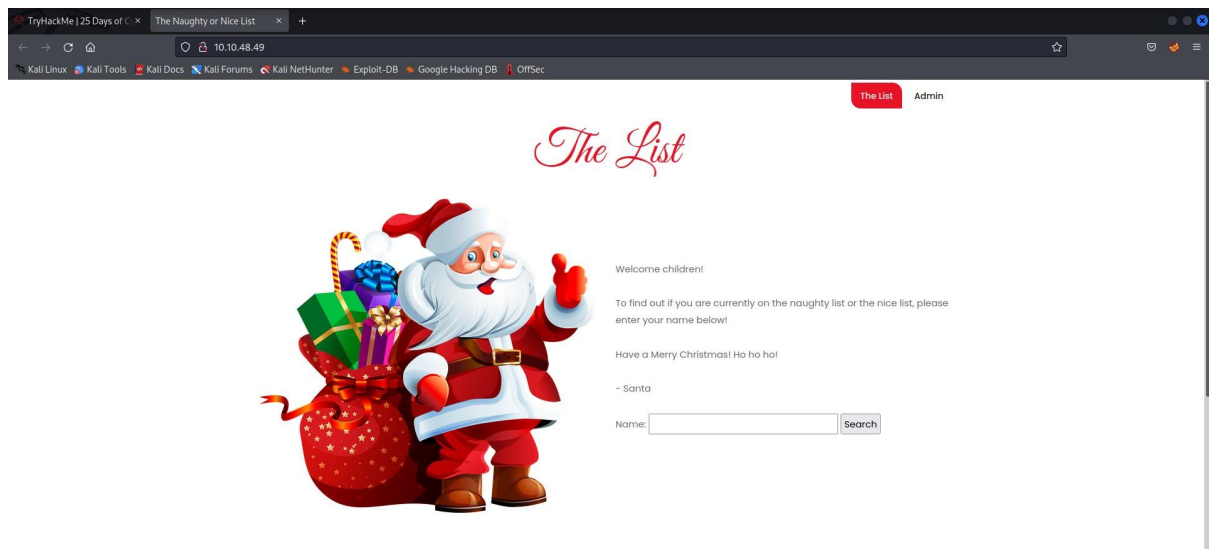 TryHackMe | 25 Days of C
The Naughty or Nice List
10.10.48.49
Kali Linux Kali Tools Kali Docs Kali Forums Kali NetHunter Exploit-DB Google Hacking DB OffSec
The List Admin
The List
Welcome children!
To find out if you are currently on the naughty list or the nice list, please
enter your name below!
Have a Merry Christmas! Ho ho ho!
- Santa
Name: Search